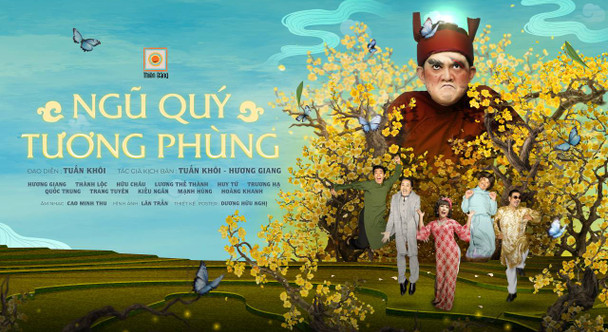 Thiên Đăng
NGŨ QUÝ
TƯƠNG PHÙNG
ĐẠO DIỄN: TUẤN KHÔI TÁC GIẢ KỊCH BẢN: TUẤN KHÔI - HƯƠNG GIANG
HƯƠNG GIANG THÀNH LỘC HỮU CHÂU LƯƠNG THẾ THÀNH HUY TỨ TRƯƠNG HẠ
QUỐC TRUNG TRANG TUYỀN KIỀU NGÂN MẠNH HÙNG HOÀNG KHANH
ÂM NHẠC: CAO MINH THU HÌNH ẢNH: LÂN TRẦN THIẾT KẾ POSTER: DƯƠNG HỮU NGHỊ